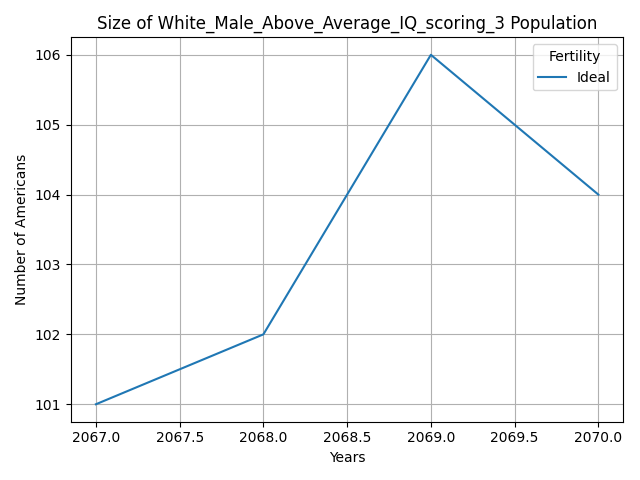 Size of White_Male_Above_Average_IQ_scoring_3 Population
Fertility
Ideal
Number of Americans
106
105
104
103
102
101
2067.0 2067.5 2068.0 2068.5 2069.0 2069.5 2070.0
Years